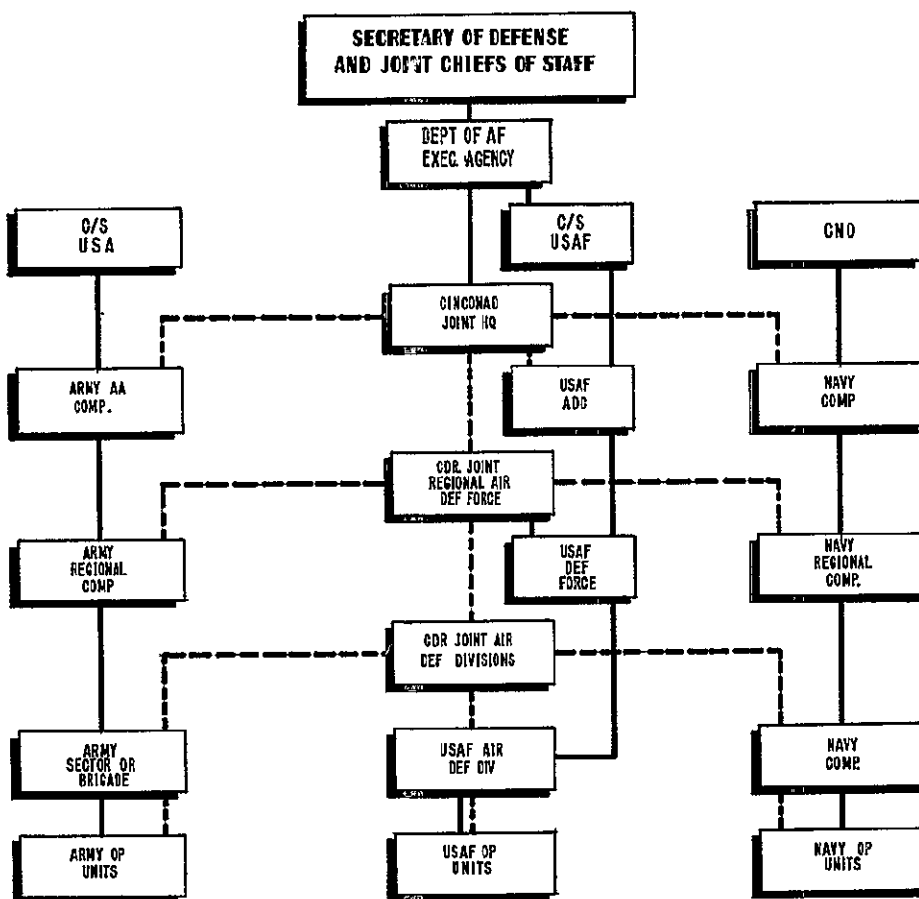 SECRETARY OF DEFENSE
AND JOINT CHIEFS OF STAFF
DEPT OF AF
EXEC. AGENCY
C/S
USA
C/S
USAF
CNO
CINCONAD
JOINT HQ
ARMY AA
COMP.
USAF
ADC
NAVY
COMP
CDR JOINT
REGIONAL AIR
DEF FORCE
ARMY
REGIONAL
COMP
USAF
DEF
FORCE
NAVY
REGIONAL
COMP.
CDR JOINT AIR
DEF DIVISIONS
ARMY
SECTOR OR
BRIGADE
USAF AIR
DEF DIV
NAVY
COMP.
ARMY OP
UNITS
USAF OP
UNITS
NAVY OP
UNITS